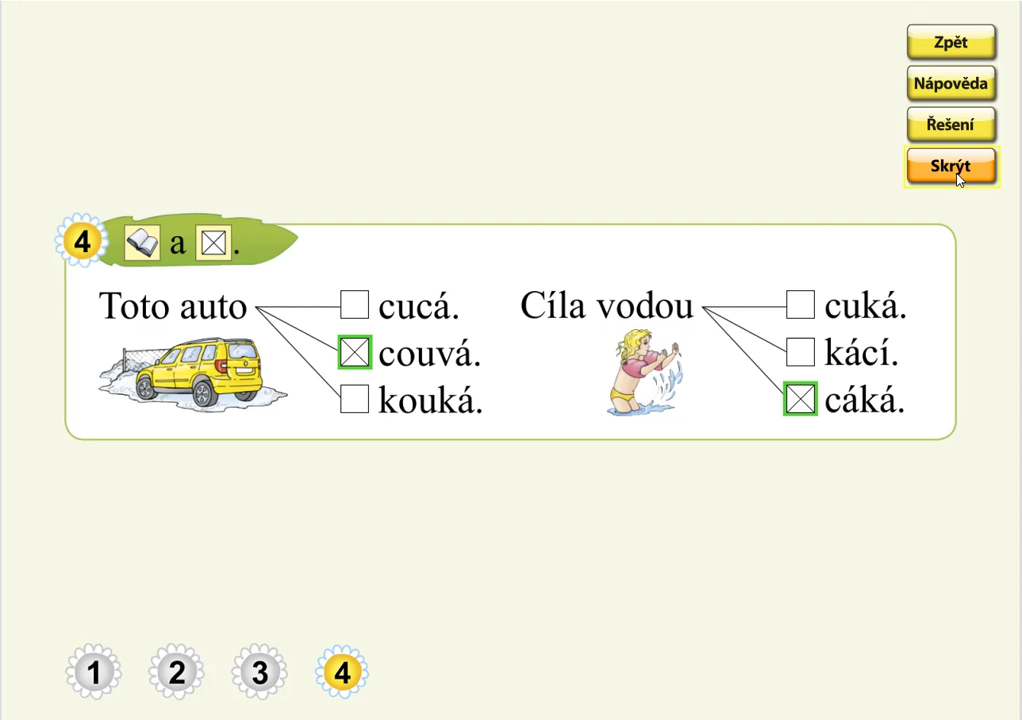 Zpět
Nápověda
Řešení
Skrýt
4 a .
Toto auto
cucá.
couvá.
kouká.
Cíla vodou
cuká.
kácí.
cáká.
1 2 3 4